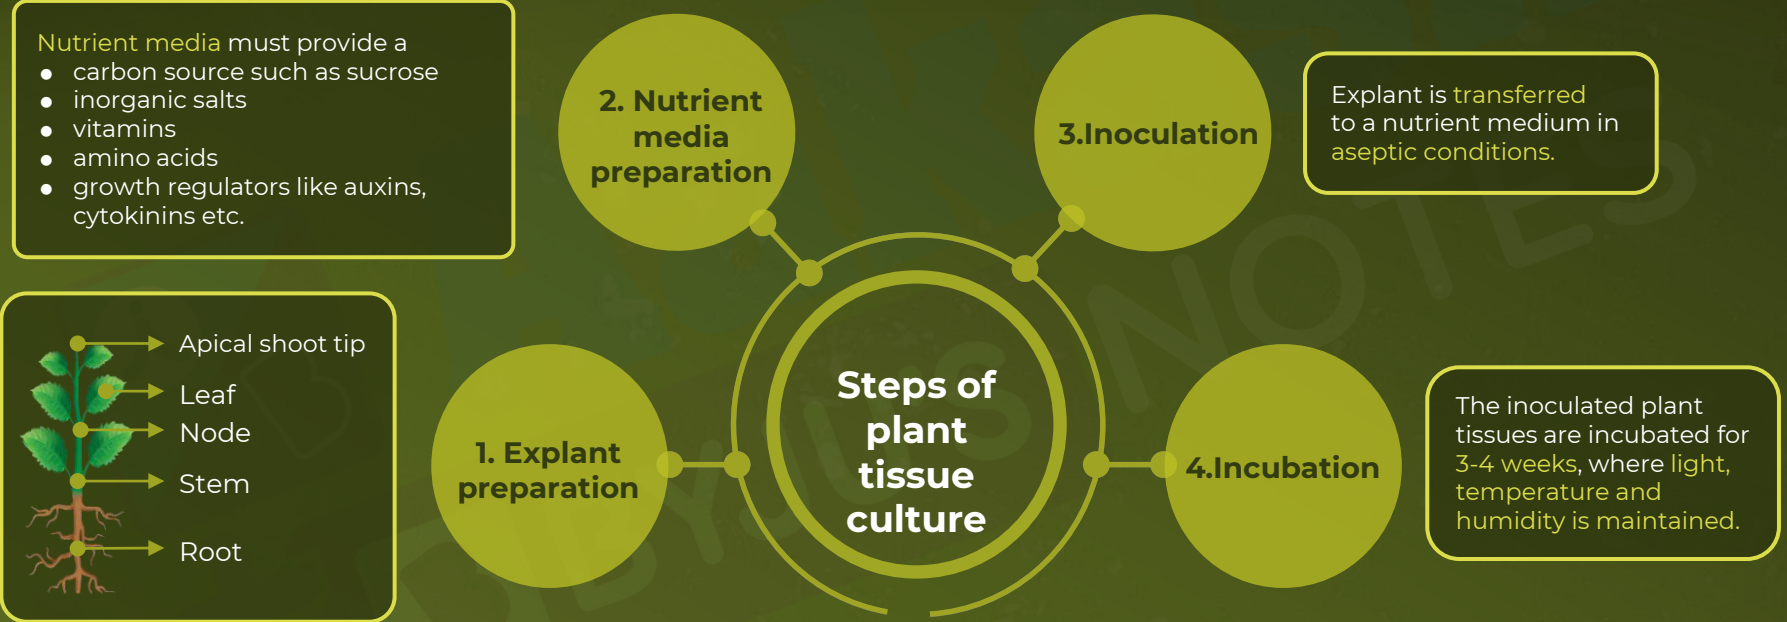 Nutrient media must provide a
● carbon source such as sucrose
● inorganic salts
● vitamins
● amino acids
● growth regulators like auxins,
cytokinins etc.
2. Nutrient
media
preparation
3.Inoculation
Explant is transferred
to a nutrient medium in
aseptic conditions.
Apical shoot tip
Leaf
Node
Stem
Root
1. Explant
preparation
Steps of
plant
tissue
culture
4.Incubation
The inoculated plant
tissues are incubated for
3-4 weeks, where light,
temperature and
humidity is maintained.
BYJU'S NOTES